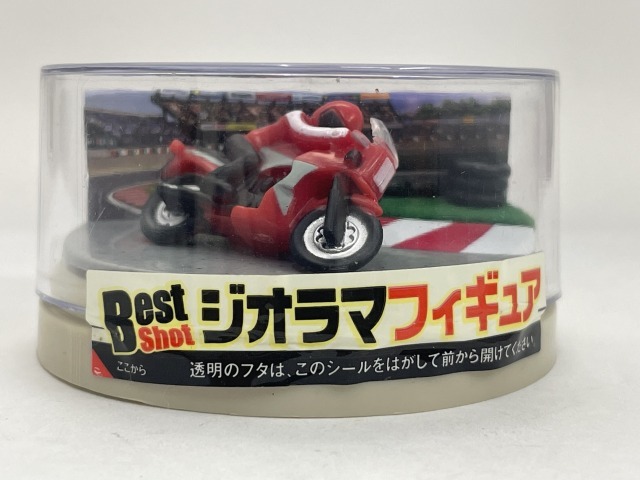 Best Shot ジオラマフィギュア
ここから
透明のフタは、このシールをはがして前から開けてください。